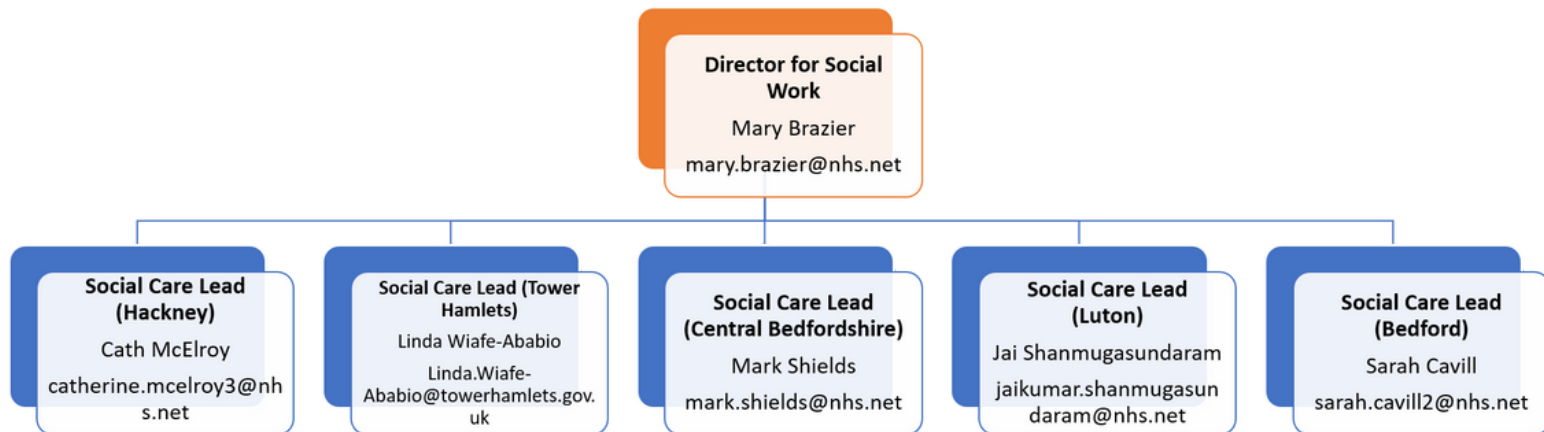 Director for Social
Work
Mary Brazier
mary.brazier@nhs.net
Social Care Lead
(Hackney)
Cath McElroy
catherine.mcelroy3@nh
s.net
Social Care Lead (Tower
Hamlets)
Linda Wiafe-Ababio
Linda.Wiafe-
Ababio@towerhamlets.gov.
uk
Social Care Lead
(Central Bedfordshire)
Mark Shields
mark.shields@nhs.net
Social Care Lead
(Luton)
Jai Shanmugasundaram
jaikumar.shanmugasun
daram@nhs.net
Social Care Lead
(Bedford)
Sarah Cavill
sarah.cavill2@nhs.net